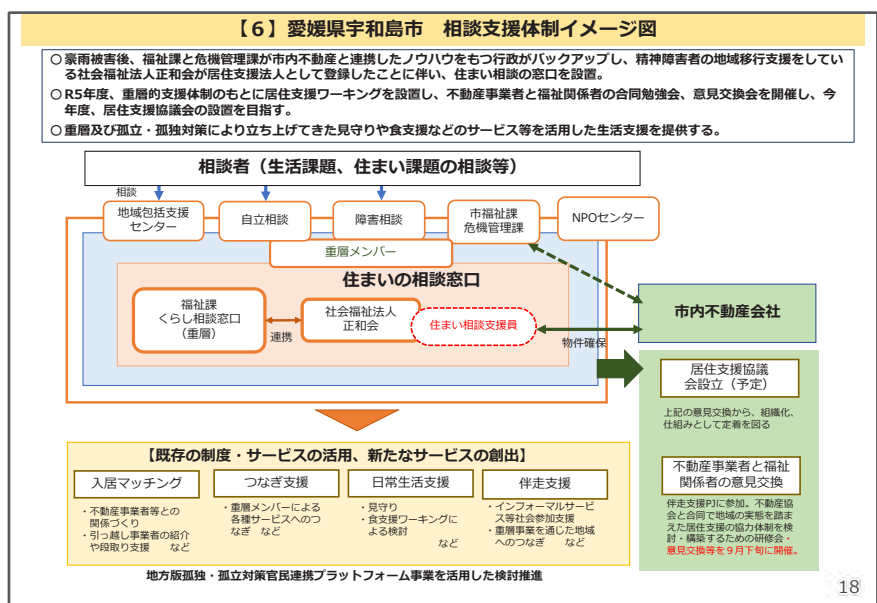 【6】愛媛県宇和島市　相談支援体制イメージ図
○豪雨被害後、福祉課と危機管理課が市内不動産と連携したノウハウをもつ行政がバックアップし、精神障害者の地域移行支援をしてい
る社会福祉法人正和会が居住支援法人として登録したことに伴い、住まい相談の窓口を設置。
○R5年度、重層的支援体制のもとに居住支援ワーキングを設置し、不動産事業者と福祉関係者の合同勉強会、意見交換会を開催し、今
年度、居住支援協議会の設置を目指す。
○重層及び孤立・孤独対策により立ち上げてきた見守りや食支援などのサービス等を活用した生活支援を提供する。
相談者（生活課題、住まい課題の相談等）
相談
地域包括支援
センター
自立相談
障害相談
市福祉課
危機管理課
NPOセンター
重層メンバー
住まいの相談窓口
福祉課
くらし相談窓口
（重層）
連携
社会福祉法人
正和会
住まい相談支援員
物件確保
市内不動産会社
居住支援協議
会設立（予定）
上記の意見交換から、組織化、
仕組みとして定着を図る
不動産事業者と福祉
関係者の意見交換
伴走支援PJに参加。不動産協
会と合同で地域の実態を踏ま
えた居住支援の協力体制を検
討・構築するための研修会・
意見交換等を９月下旬に開催。
【既存の制度・サービスの活用、新たなサービスの創出】
入居マッチング
・不動産事業者等との
関係づくり
・引っ越し事業者の紹介
や段取り支援　など
つなぎ支援
・重層メンバーによる
各種サービスへのつ
なぎ　など
日常生活支援
・見守り
・食支援ワーキングに
よる検討
など
伴走支援
・インフォーマルサービ
ス等社会参加支援
・重層事業を通じた地域
へのつなぎ　など
地方版孤独・孤立対策官民連携プラットフォーム事業を活用した検討推進
18